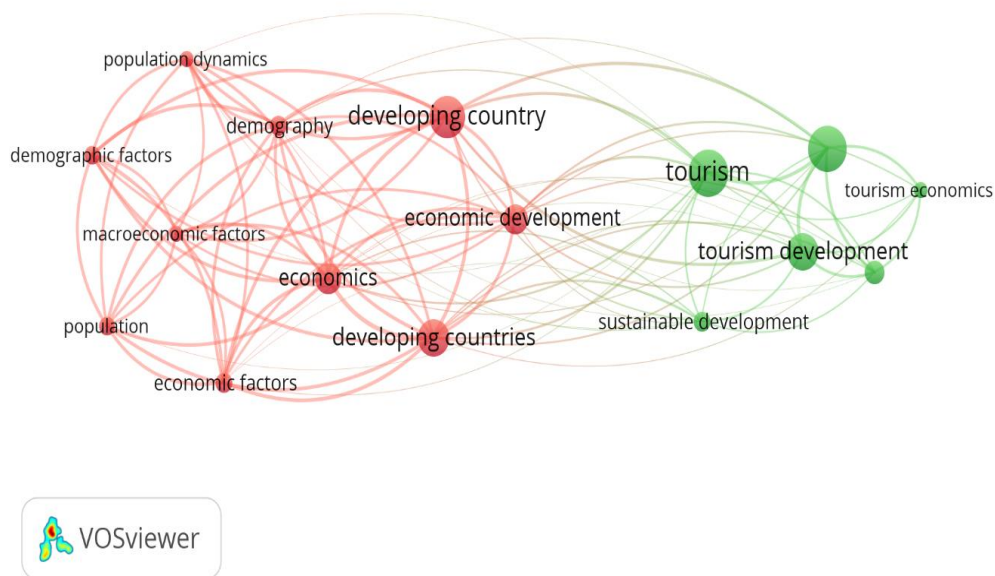 population dynamics
developing country
demography
demographic factors
tourism
tourism economics
economic development
macroeconomic factors
tourism development
economics
sustainable development
population
developing countries
economic factors
VOSviewer